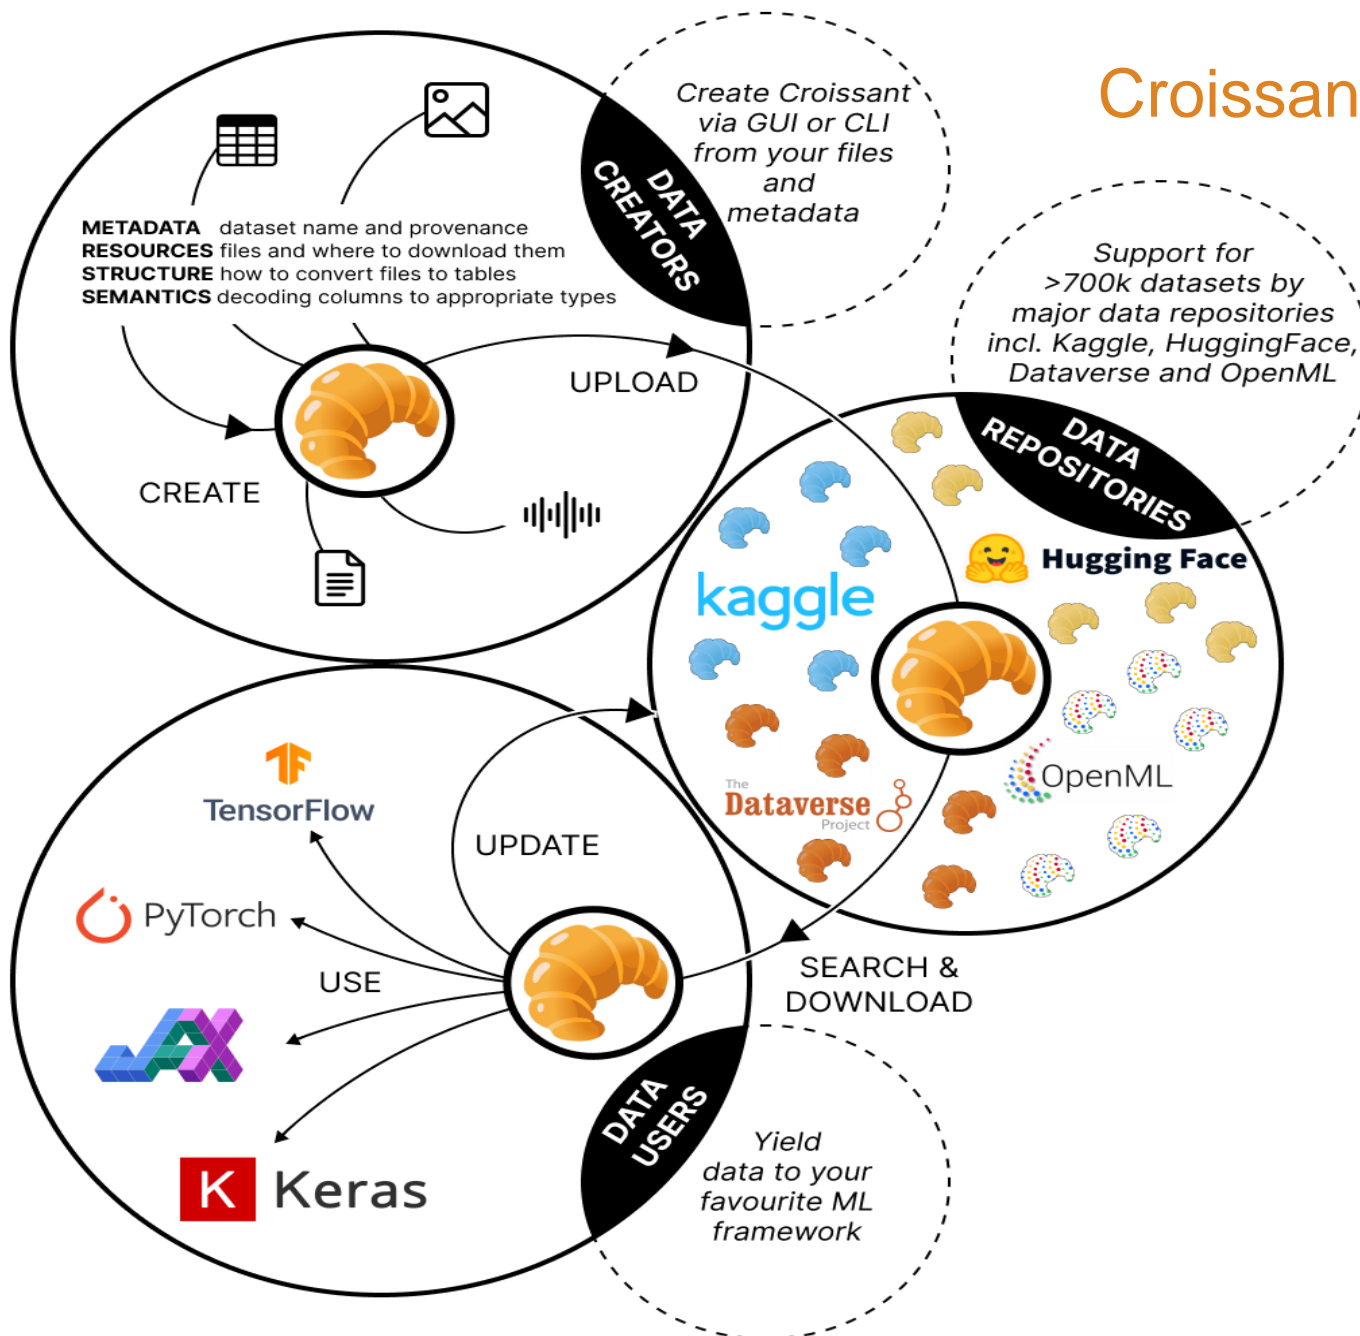 Croissan
Create Croissant
via GUI or CLI
from your files
and
metadata
DATA
CREATORS
METADATA dataset name and provenance
RESOURCES files and where to download them
STRUCTURE how to convert files to tables
SEMANTICS decoding columns to appropriate types
UPLOAD
CREATE
Support for
>700k datasets by
major data repositories
incl. Kaggle, HuggingFace,
Dataverse and OpenML
DATA
REPOSITORIES
Hugging Face
kaggle
The
Dataverse
Project
OpenML
TensorFlow
UPDATE
PyTorch
USE
JAX
K Keras
SEARCH &
DOWNLOAD
DATA
USERS
Yield
data to your
favourite ML
framework